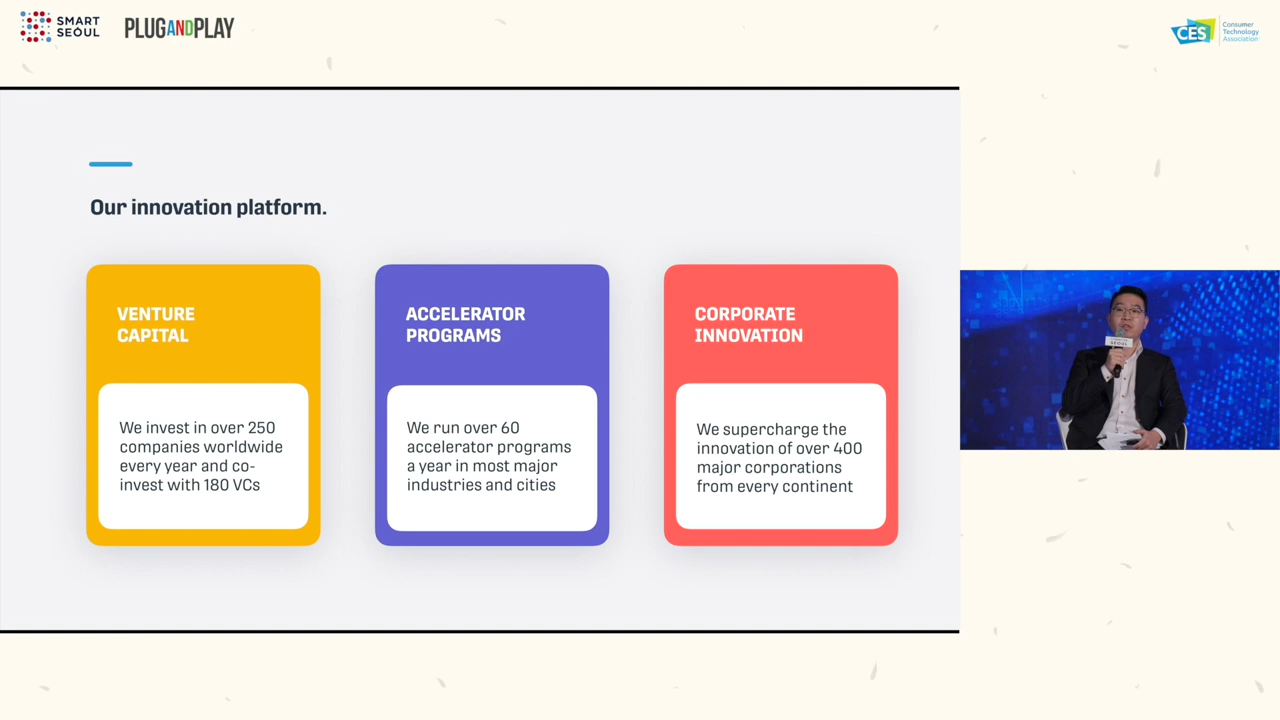 SMART
SEOUL
PLUGANDPLAY
CES
Consumer
Technology
Association
Our innovation platform.
VENTURE
CAPITAL
We invest in over 250
companies worldwide
every year and co-
invest with 180 VCs
ACCELERATOR
PROGRAMS
We run over 60
accelerator programs
a year in most major
industries and cities
CORPORATE
INNOVATION
We supercharge the
innovation of over 400
major corporations
from every continent
SEOUL